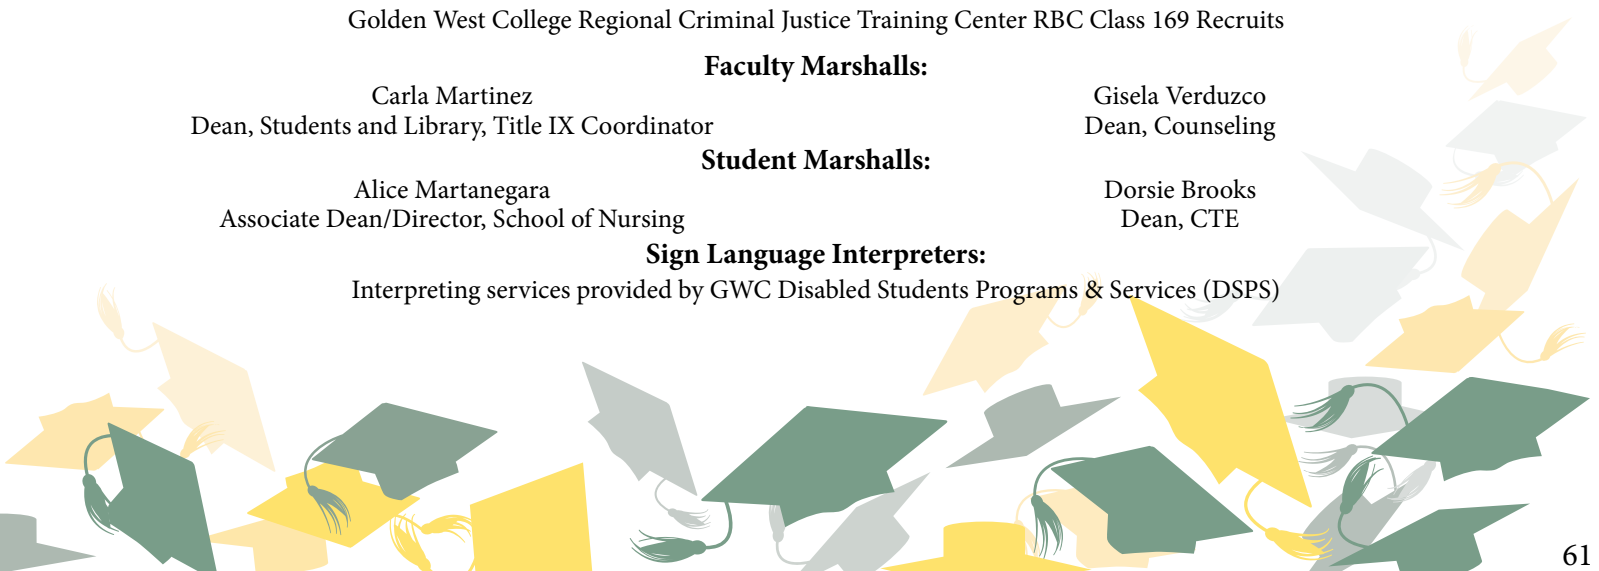 Golden West College Regional Criminal Justice Training Center RBC Class 169 Recruits
Faculty Marshalls:
Carla Martinez
Dean, Students and Library, Title IX Coordinator
Gisela Verduzco
Dean, Counseling
Student Marshalls:
Alice Martanegara
Associate Dean/Director, School of Nursing
Dorsie Brooks
Dean, CTE
Sign Language Interpreters:
Interpreting services provided by GWC Disabled Students Programs & Services (DSPS)
61